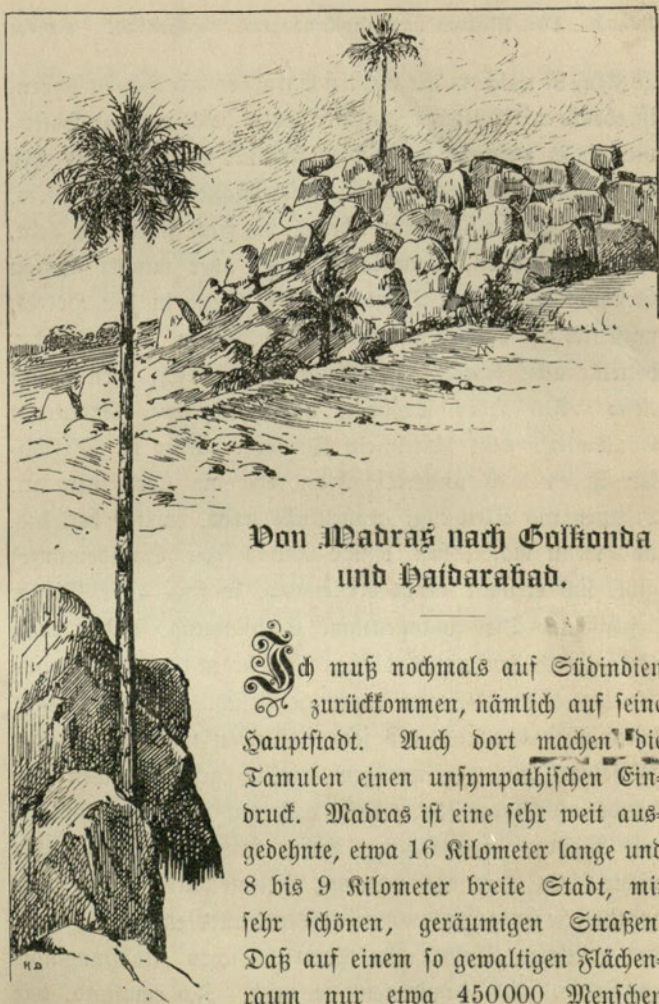 Von Madras nach Golkonda
und Haidarabad.
Ich muß nochmals auf Südindien
zurückkommen, nämlich auf seine
Hauptstadt. Auch dort machen die
Tamulen einen unsympathischen Ein-
druck. Madras ist eine sehr weit aus-
gedehnte, etwa 16 Kilometer lange und
8 bis 9 Kilometer breite Stadt, mit
sehr schönen, geräumigen Straßen
Daß auf einem so gewaltigen Flächen-
raum nur etwa 450000 Menschen